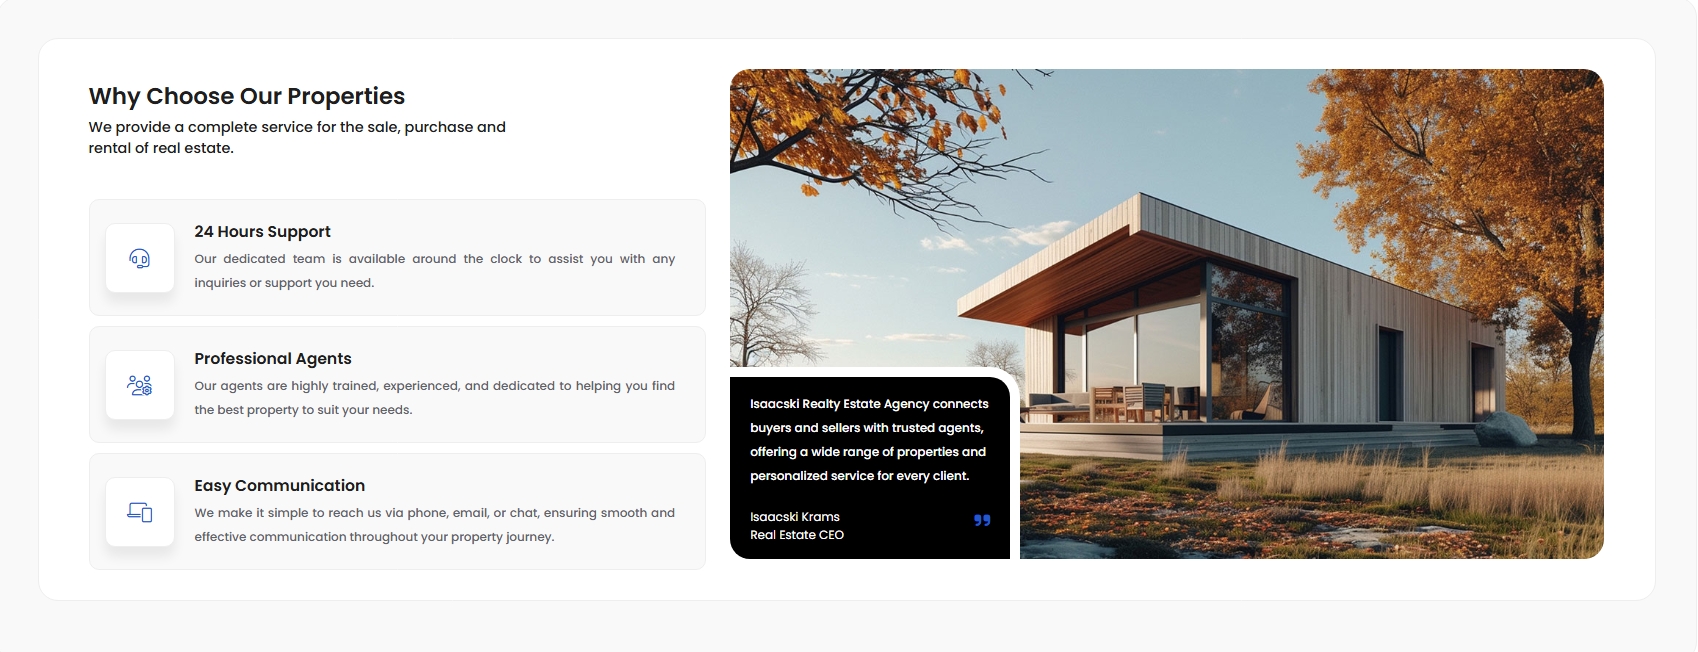 Why Choose Our Properties
We provide a complete service for the sale, purchase and
rental of real estate.
24 Hours Support
Our dedicated team is available around the clock to assist you with any
inquiries or support you need.
Professional Agents
Our agents are highly trained, experienced, and dedicated to helping you find
the best property to suit your needs.
Easy Communication
We make it simple to reach us via phone, email, or chat, ensuring smooth and
effective communication throughout your property journey.
Isaacski Realty Estate Agency connects
buyers and sellers with trusted agents,
offering a wide range of properties and
personalized service for every client.
Isaacski Krams
Real Estate CEO